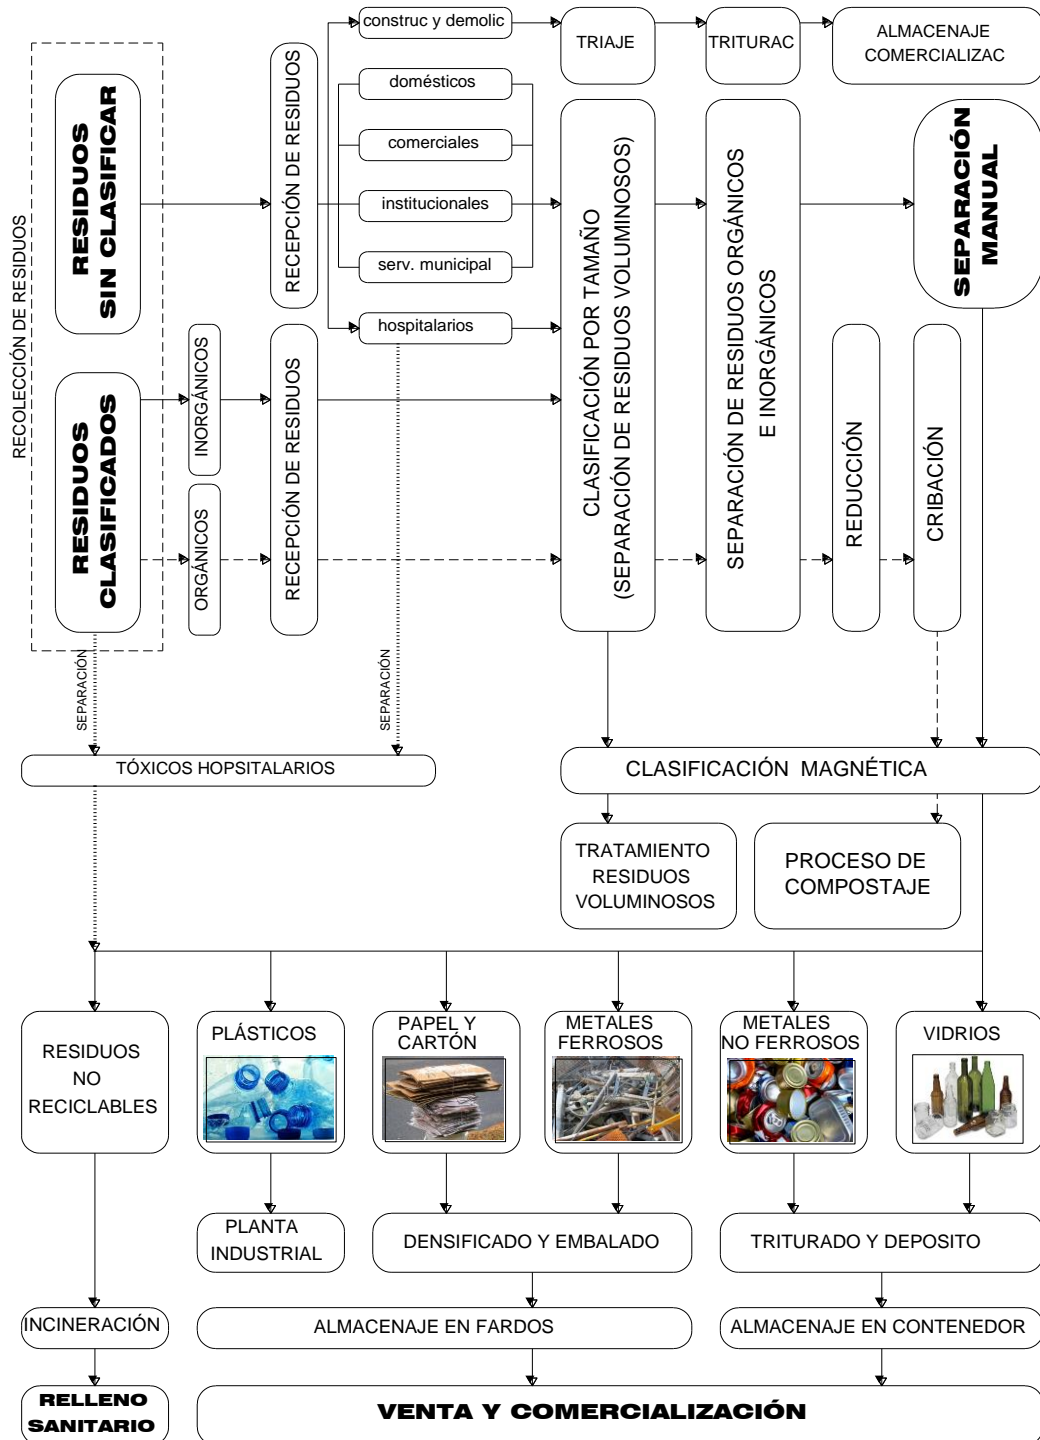 construc y demolic
TRIAJE
TRITURAC
ALMACENAJE
COMERCIALIZAC
RECOLECCIÓN DE RESIDUOS
RESIDUOS
SIN CLASIFICAR
RECEPCIÓN DE RESIDUOS
domésticos
comerciales
institucionales
serv. municipal
hospitalarios
CLASIFICACIÓN POR TAMAÑO
(SEPARACIÓN DE RESIDUOS VOLUMINOSOS)
SEPARACIÓN DE RESIDUOS ORGÁNICOS
E INORGÁNICOS
SEPARACIÓN
MANUAL
RESIDUOS
CLASIFICADOS
INORGÁNICOS
ORGÁNICOS
RECEPCIÓN DE RESIDUOS
REDUCCIÓN
CRIBACIÓN
SEPARACIÓN
SEPARACIÓN
TÓXICOS HOPSITALARIOS
CLASIFICACIÓN MAGNÉTICA
TRATAMIENTO
RESIDUOS
VOLUMINOSOS
PROCESO DE
COMPOSTAJE
RESIDUOS
NO
RECICLABLES
PLÁSTICOS
PAPEL Y
CARTÓN
METALES
FERROSOS
METALES
NO FERROSOS
VIDRIOS
PLANTA
INDUSTRIAL
DENSIFICADO Y EMBALADO
TRITURADO Y DEPOSITO
INCINERACIÓN
ALMACENAJE EN FARDOS
ALMACENAJE EN CONTENEDOR
RELLENO
SANITARIO
VENTA Y COMERCIALIZACIÓN